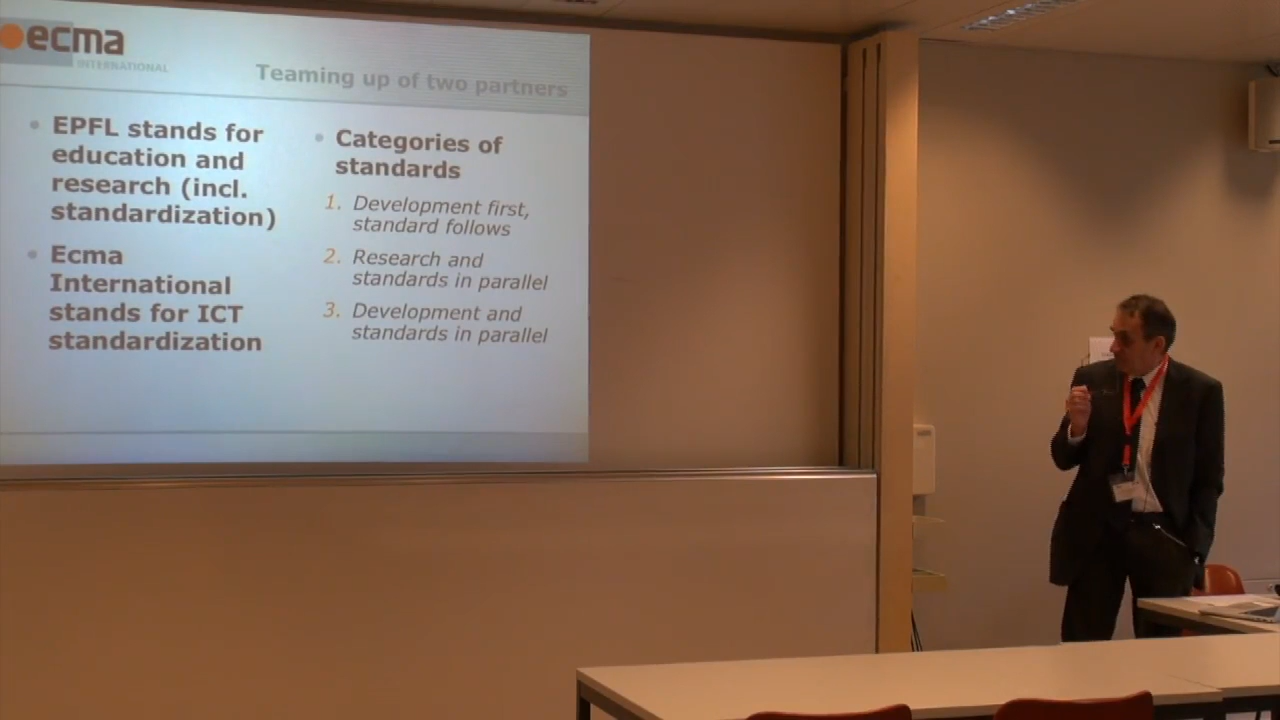 ecma
INTERNATIONAL
Teaming up of two partners
EPFL stands for
education and
research (incl.
standardization)
Ecma
International
stands for ICT
standardization
Categories of
standards
1. Development first,
standard follows
2. Research and
standards in parallel
3. Development and
standards in parallel